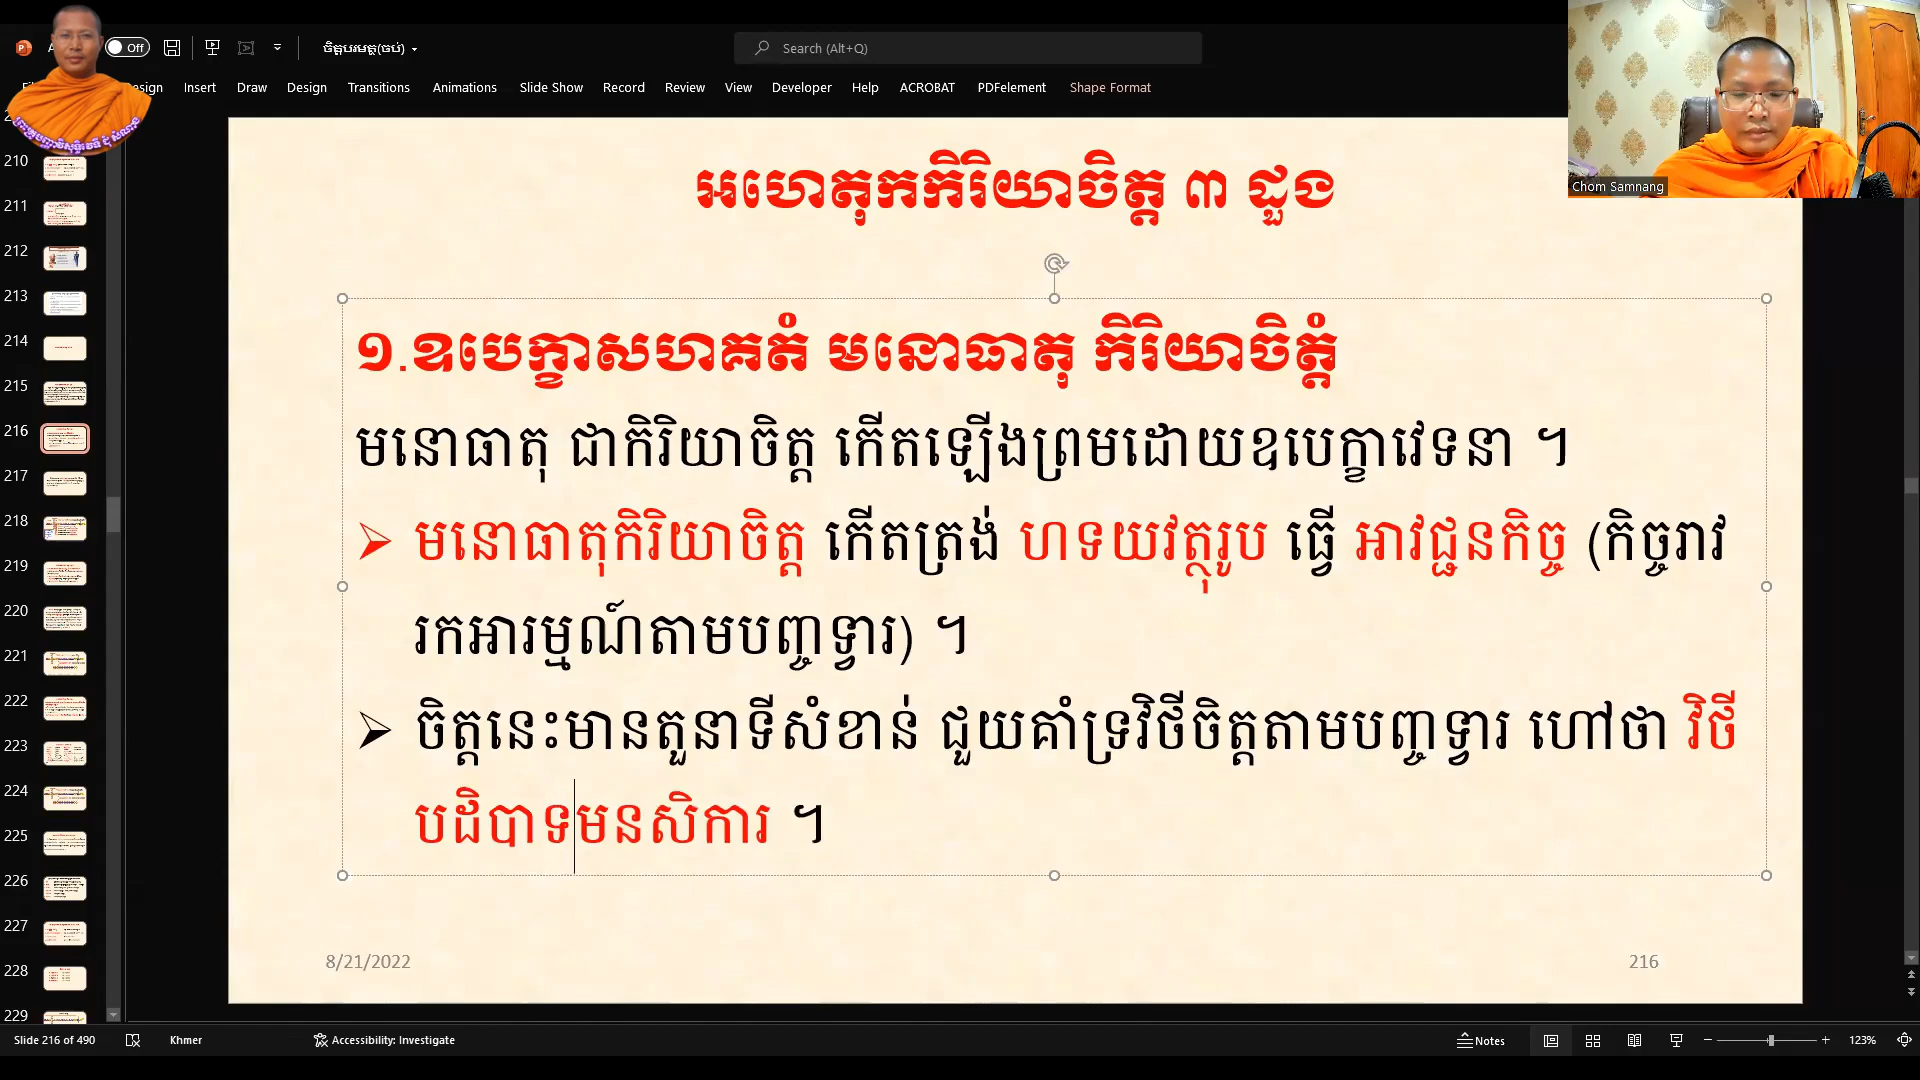 Off
ចិត្តបរមត្ថ(ចប់)
Search (Alt+Q)
Insert Draw Design Transitions Animations Slide Show Record Review View Developer Help ACROBAT PDFelement Shape Format
Chom Samnang
អហេតុកកិរិយាចិត្ត ៣ ដួង
១.ឧបេក្ខាសហគតំ មនោធាតុ កិរិយាចិត្តំ
មនោធាតុ ជាកិរិយាចិត្ត កើតឡើងព្រមដោយឧបេក្ខាវេទនា ។
មនោធាតុកិរិយាចិត្ត កើតត្រង់ ហទយវត្ថុរូប ធ្វើ អាវជ្ជនកិច្ច (កិច្ចរាវ
រកអារម្មណ៍តាមបញ្ចទ្វារ) ។
ចិត្តនេះមានតួនាទីសំខាន់ ជួយគាំទ្រវិថីចិត្តតាមបញ្ចទ្វារ ហៅថា វិថី
បដិបាទមនសិការ ។
8/21/2022
216
210
211
212
213
214
215
216
217
218
219
220
221
222
223
224
225
226
227
228
229
Slide 216 of 490
Khmer
Accessibility: Investigate
Notes
123%